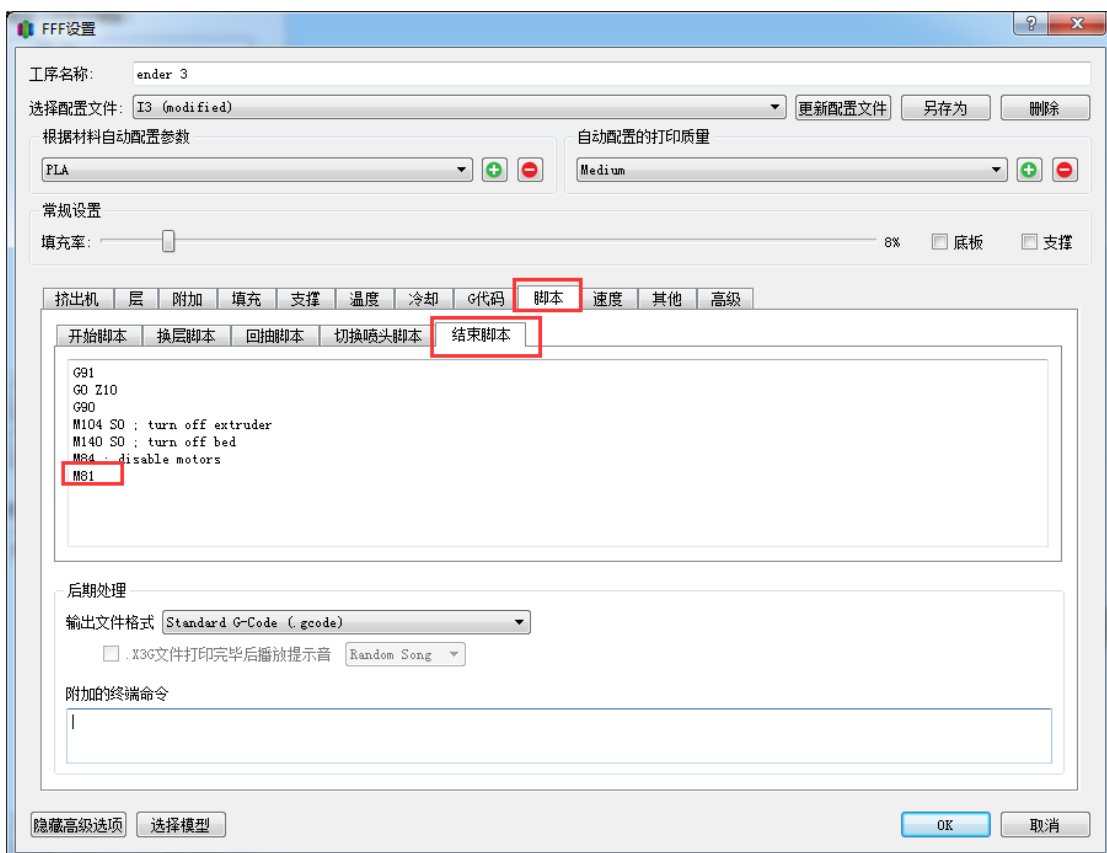 FFF设置
工序名称: ender 3
选择配置文件: I3 (modified) 更新配置文件 另存为 删除
根据材料自动配置参数 自动配置的打印质量
PLA Medium
常规设置
填充率: 8% 底板 支撑
挤出机 层 附加 填充 支撑 温度 冷却 G代码 脚本 速度 其他 高级
开始脚本 换层脚本 回抽脚本 切换喷头脚本 结束脚本
G91
G0 Z10
G90
M104 S0 ; turn off extruder
M140 S0 ; turn off bed
M84 ; disable motors
M81
后期处理
输出文件格式 Standard G-Code (.gcode)
.X3G文件打印完毕后播放提示音 Random Song
附加的终端命令
隐藏高级选项 选择模型 OK 取消